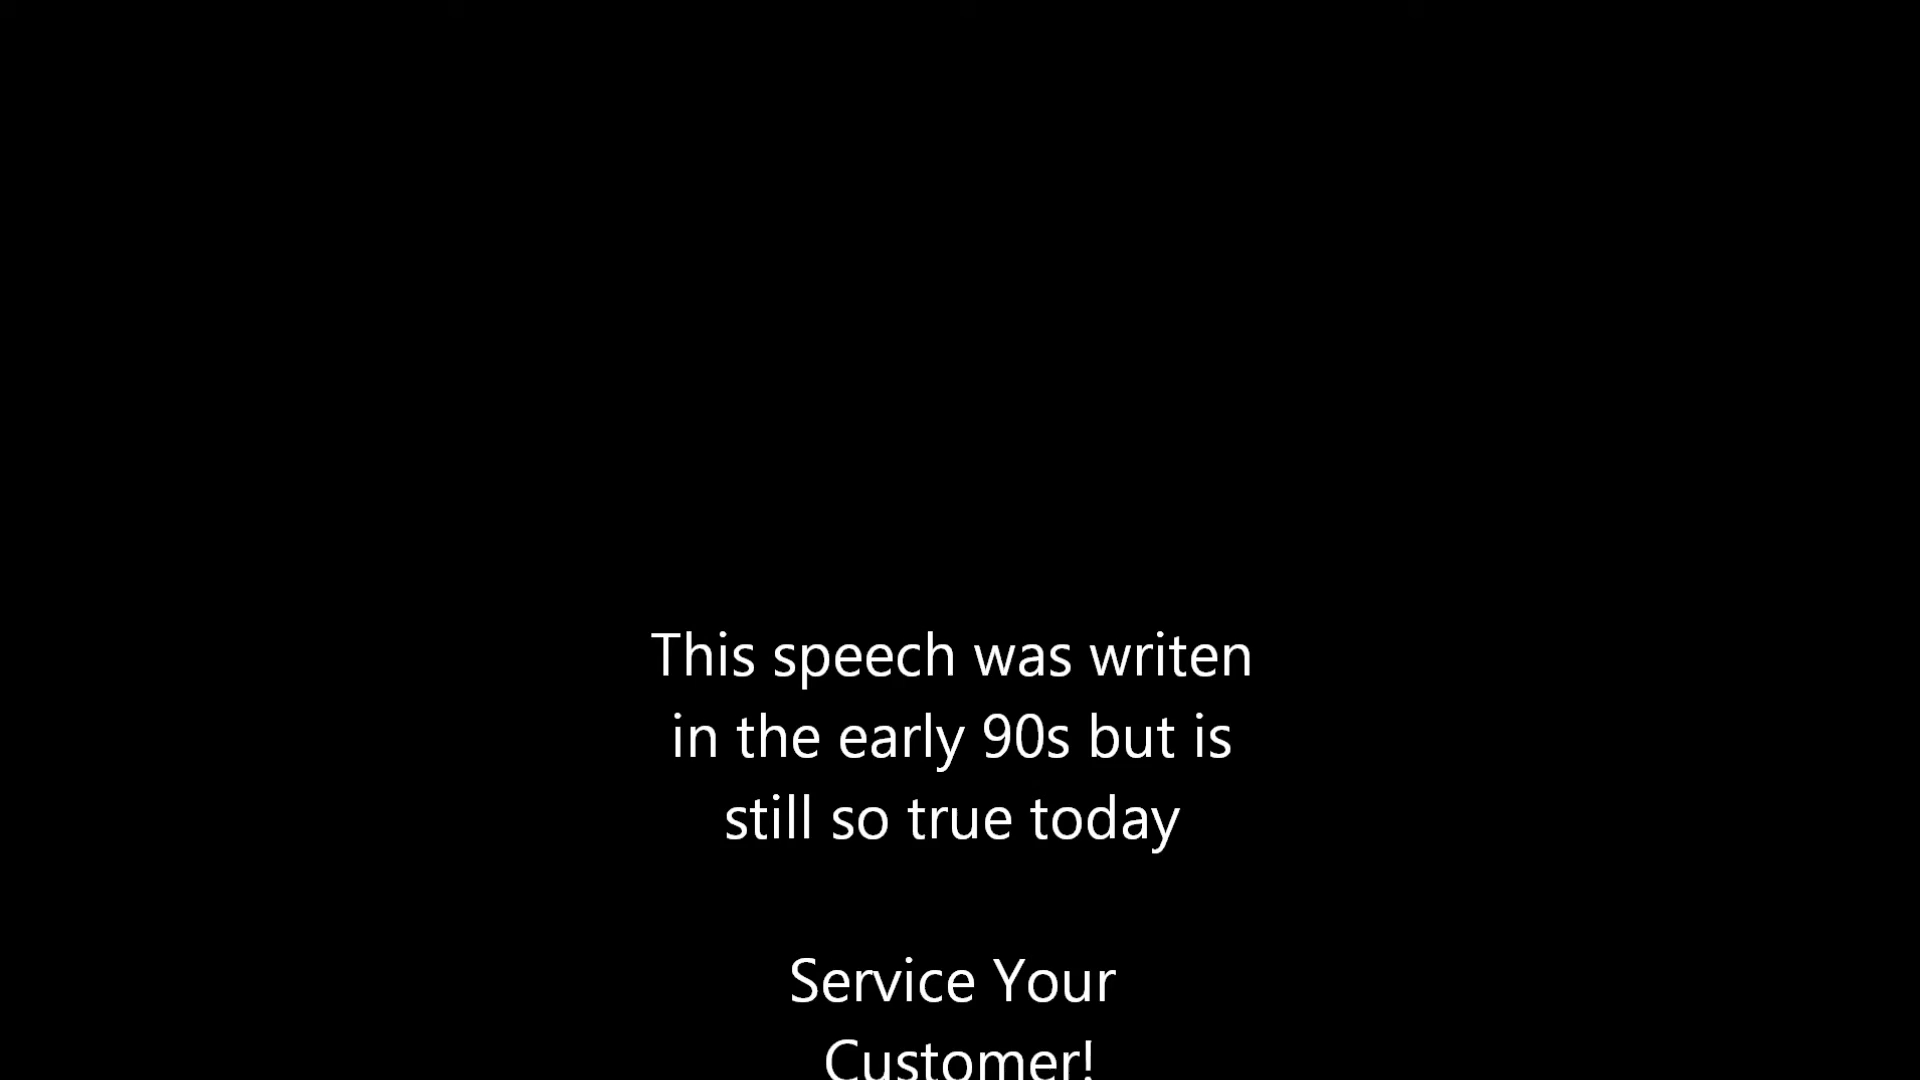 This speech was writen
in the early 90s but is
still so true today
Service Your
Customer!